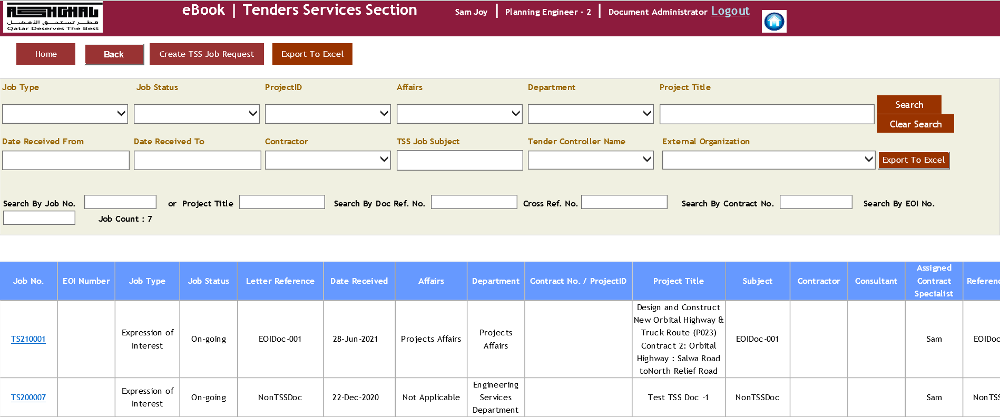 ASHGHAL
قطر تستحق الأفضل
Qatar Deserves The Best
eBook | Tenders Services Section
Sam Joy | Planning Engineer - 2 | Document Administrator Logout
Home Back Create TSS Job Request Export To Excel
Job Type Job Status ProjectID Affairs Department Project Title
Search
Clear Search
Date Received From Date Received To Contractor TSS Job Subject Tender Controller Name External Organization
Export To Excel
Search By Job No. or Project Title Search By Doc Ref. No. Cross Ref. No. Search By Contract No. Search By EOI No.
Job Count : 7
Job No. EOI Number Job Type Job Status Letter Reference Date Received Affairs Department Contract No. / ProjectID Project Title Subject Contractor Consultant Assigned Contract Specialist Referenc
TS210001 Expression of Interest On-going EOIDoc-001 28-Jun-2021 Projects Affairs Projects Affairs Design and Construct New Orbital Highway & Truck Route (P023) Contract 2: Orbital Highway : Salwa Road toNorth Relief Road EOIDoc-001 Sam EOIDoc
TS200007 Expression of Interest On-going NonTSSDoc 22-Dec-2020 Not Applicable Engineering Services Department Test TSS Doc -1 NonTSSDoc Sam NonTSS